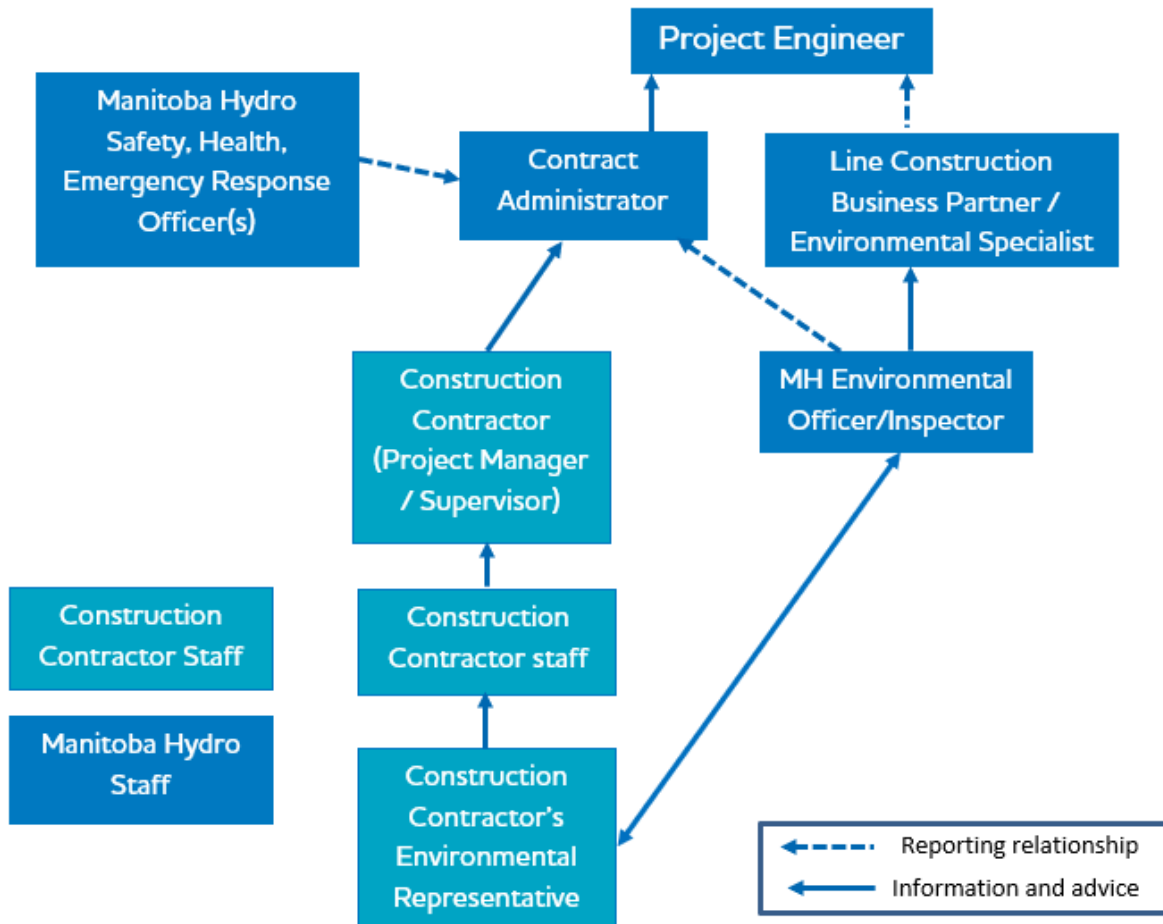 Project Engineer
Manitoba Hydro
Safety, Health,
Emergency Response
Officer(s)
Contract
Administrator
Line Construction
Business Partner /
Environmental Specialist
Construction
Contractor
(Project Manager
/ Supervisor)
MH Environmental
Officer/Inspector
Construction
Contractor Staff
Construction
Contractor staff
Manitoba Hydro
Staff
Construction
Contractor's
Environmental
Representative
Reporting relationship
Information and advice